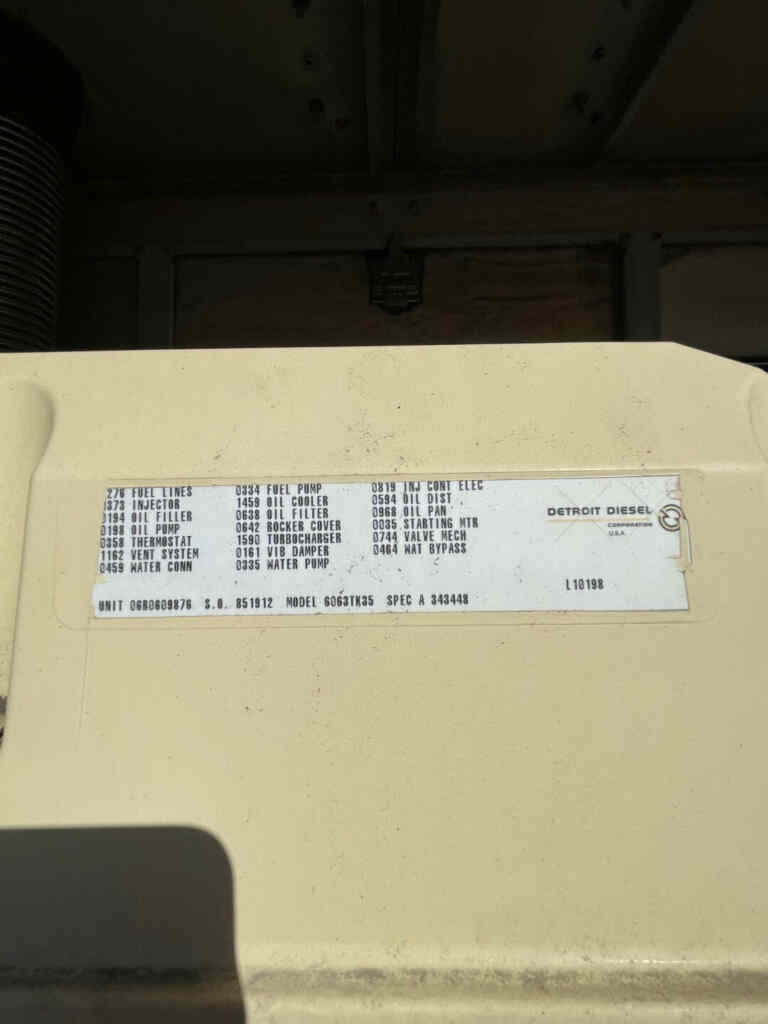 276 FUEL LINES 0334 FUEL PUMP 0819 INJ CONT ELEC
0373 INJECTOR 1459 OIL COOLER 0594 OIL DIST
0194 OIL FILLER 0638 OIL FILTER 0968 OIL PAN
0198 OIL PUMP 0642 ROCKER COVER 0035 STARTING MTR
0358 THERMOSTAT 1590 TURBOCHARGER 0744 VALVE MECH
1162 VENT SYSTEM 0161 VIB DAMPER 0464 WAT BYPASS
0459 WATER CONN 0335 WATER PUMP
DETROIT DIESEL
CORPORATION
U.S.A.
L10198
UNIT 06R0609876 S.O. 851912 MODEL 6063TK35 SPEC A 343448